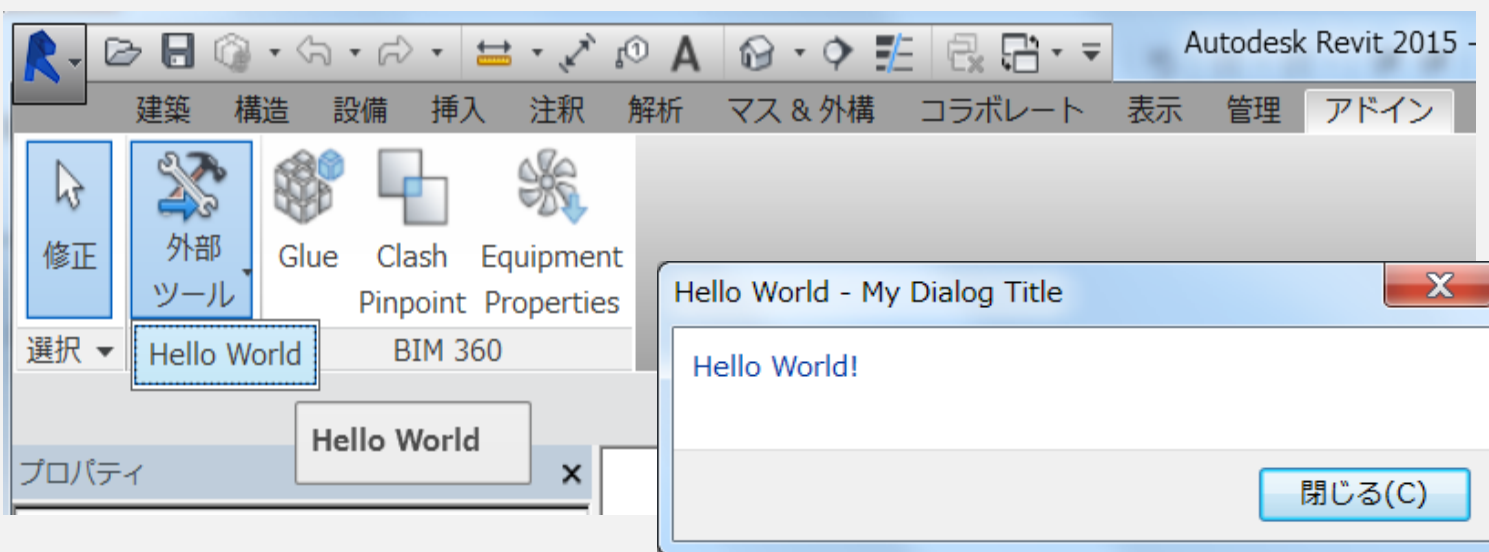 Autodesk Revit 2015 -
建築 構造 設備 挿入 注釈 解析 マス & 外構 コラボレート 表示 管理 アドイン
修正
外部
ツール
Glue
Clash
Pinpoint
Equipment
Properties
選択
BIM 360
Hello World
Hello World
プロパティ
Hello World - My Dialog Title
Hello World!
閉じる(C)